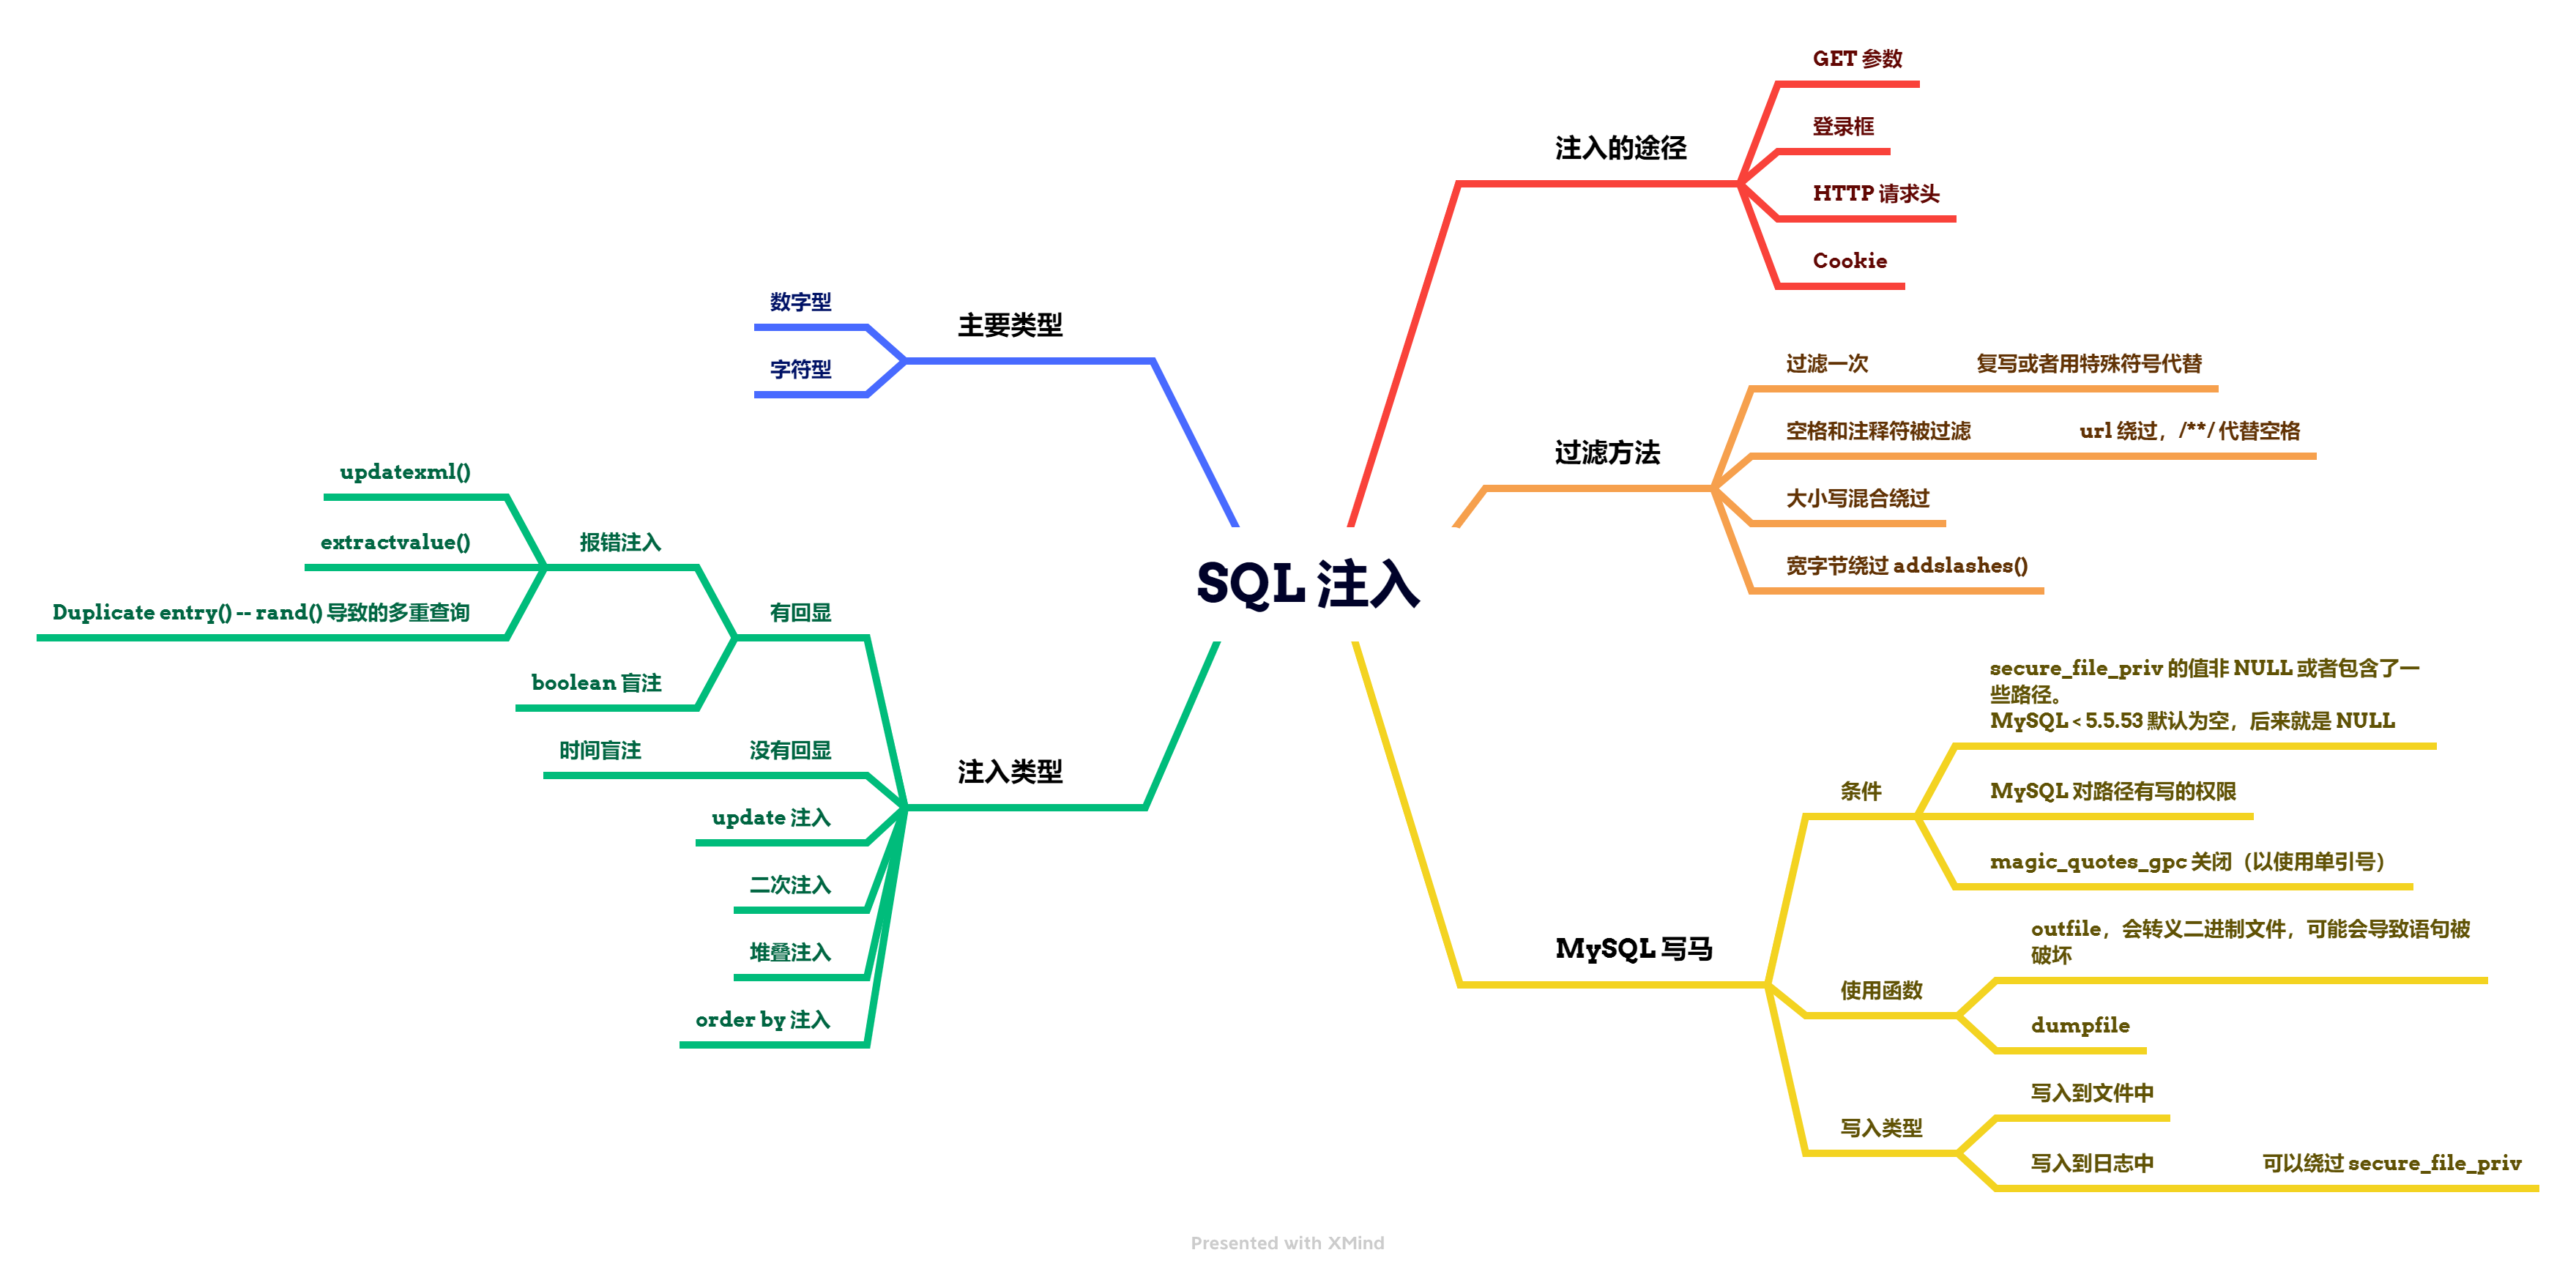 SQL 注入
注入的途径
GET 参数
登录框
HTTP 请求头
Cookie
过滤方法
过滤一次
复写或者用特殊符号代替
空格和注释符被过滤
url 绕过，/**/ 代替空格
大小写混合绕过
宽字节绕过 addslashes()
MySQL 写马
条件
secure_file_priv 的值非 NULL 或者包含了一
些路径。
MySQL < 5.5.53 默认为空，后来就是 NULL
MySQL 对路径有写的权限
magic_quotes_gpc 关闭（以使用单引号）
使用函数
outfile，会转义二进制文件，可能会导致语句被
破坏
dumpfile
写入类型
写入到文件中
写入到日志中
可以绕过 secure_file_priv
主要类型
数字型
字符型
注入类型
有回显
报错注入
updatexml()
extractvalue()
Duplicate entry() -- rand() 导致的多重查询
boolean 盲注
没有回显
时间盲注
update 注入
二次注入
堆叠注入
order by 注入
Presented with XMind